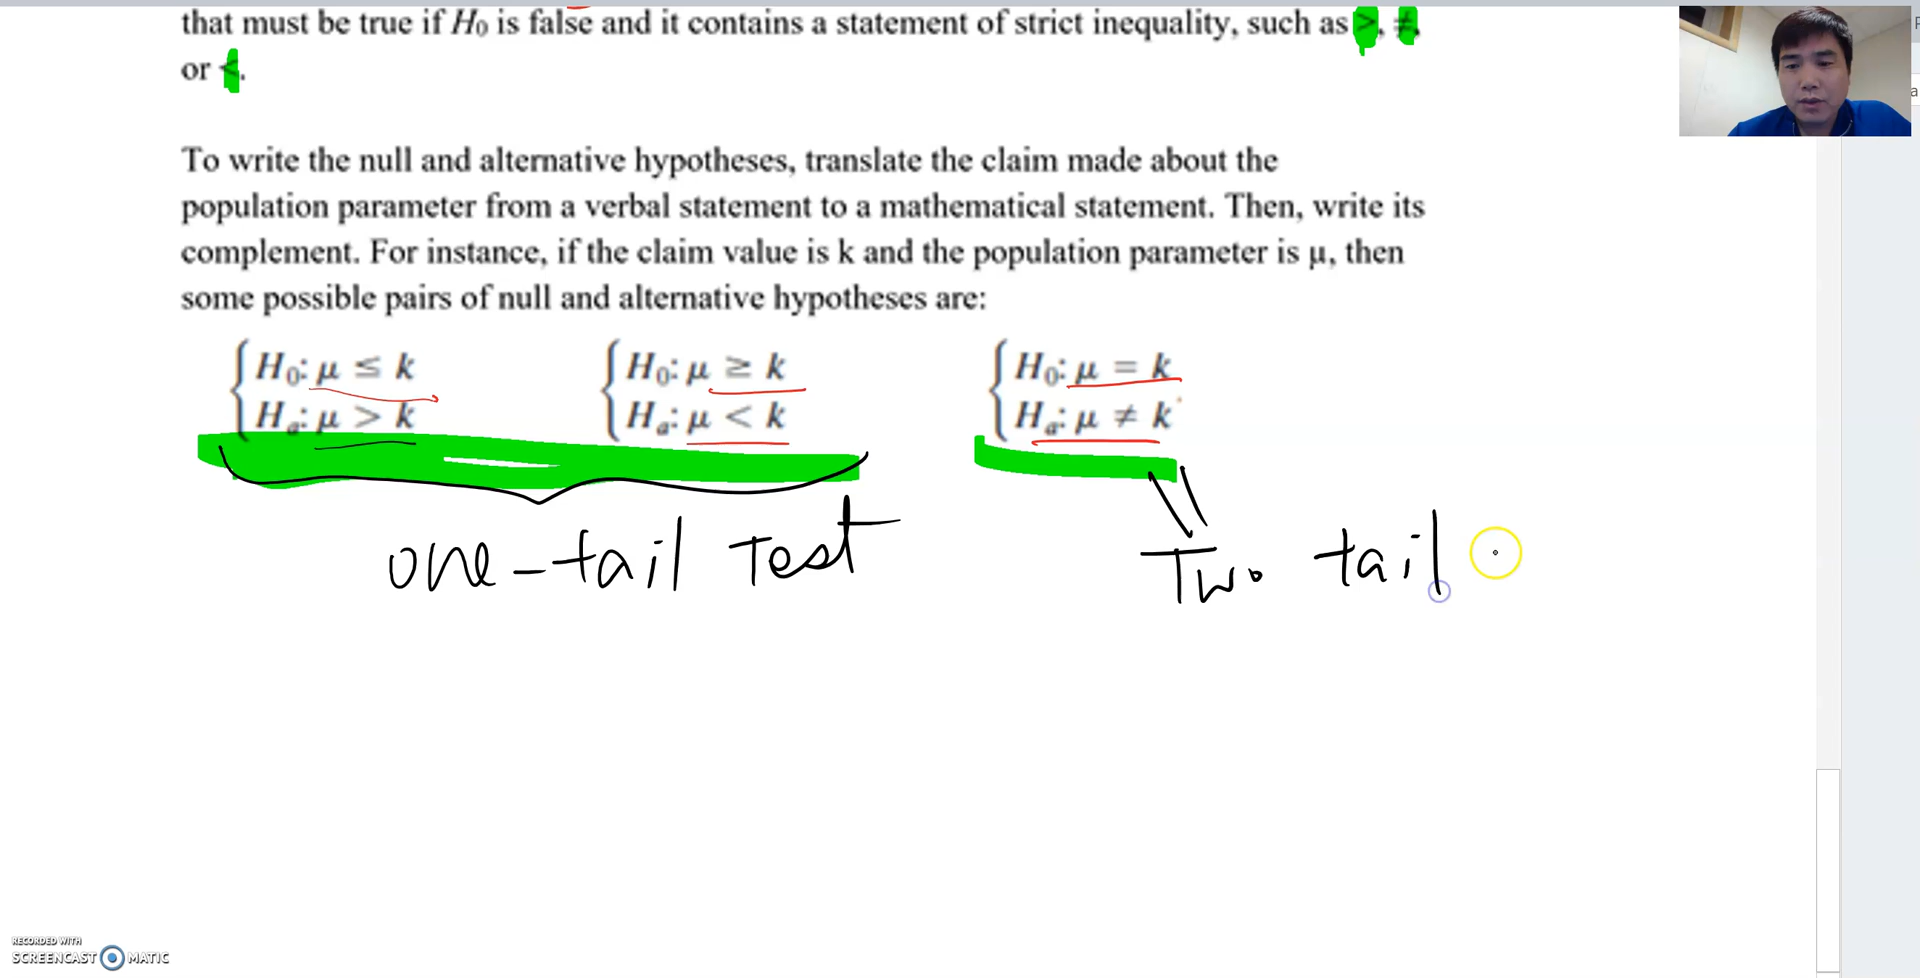 that must be true if H₀ is false and it contains a statement of strict inequality, such as >, ≠,
or <.
To write the null and alternative hypotheses, translate the claim made about the
population parameter from a verbal statement to a mathematical statement. Then, write its
complement. For instance, if the claim value is k and the population parameter is μ, then
some possible pairs of null and alternative hypotheses are:
H₀: μ ≤ k
Hₐ: μ > k
H₀: μ ≥ k
Hₐ: μ < k
H₀: μ = k
Hₐ: μ ≠ k
one-tail Test
Two tail
RECORDED WITH
SCREENCAST MATIC